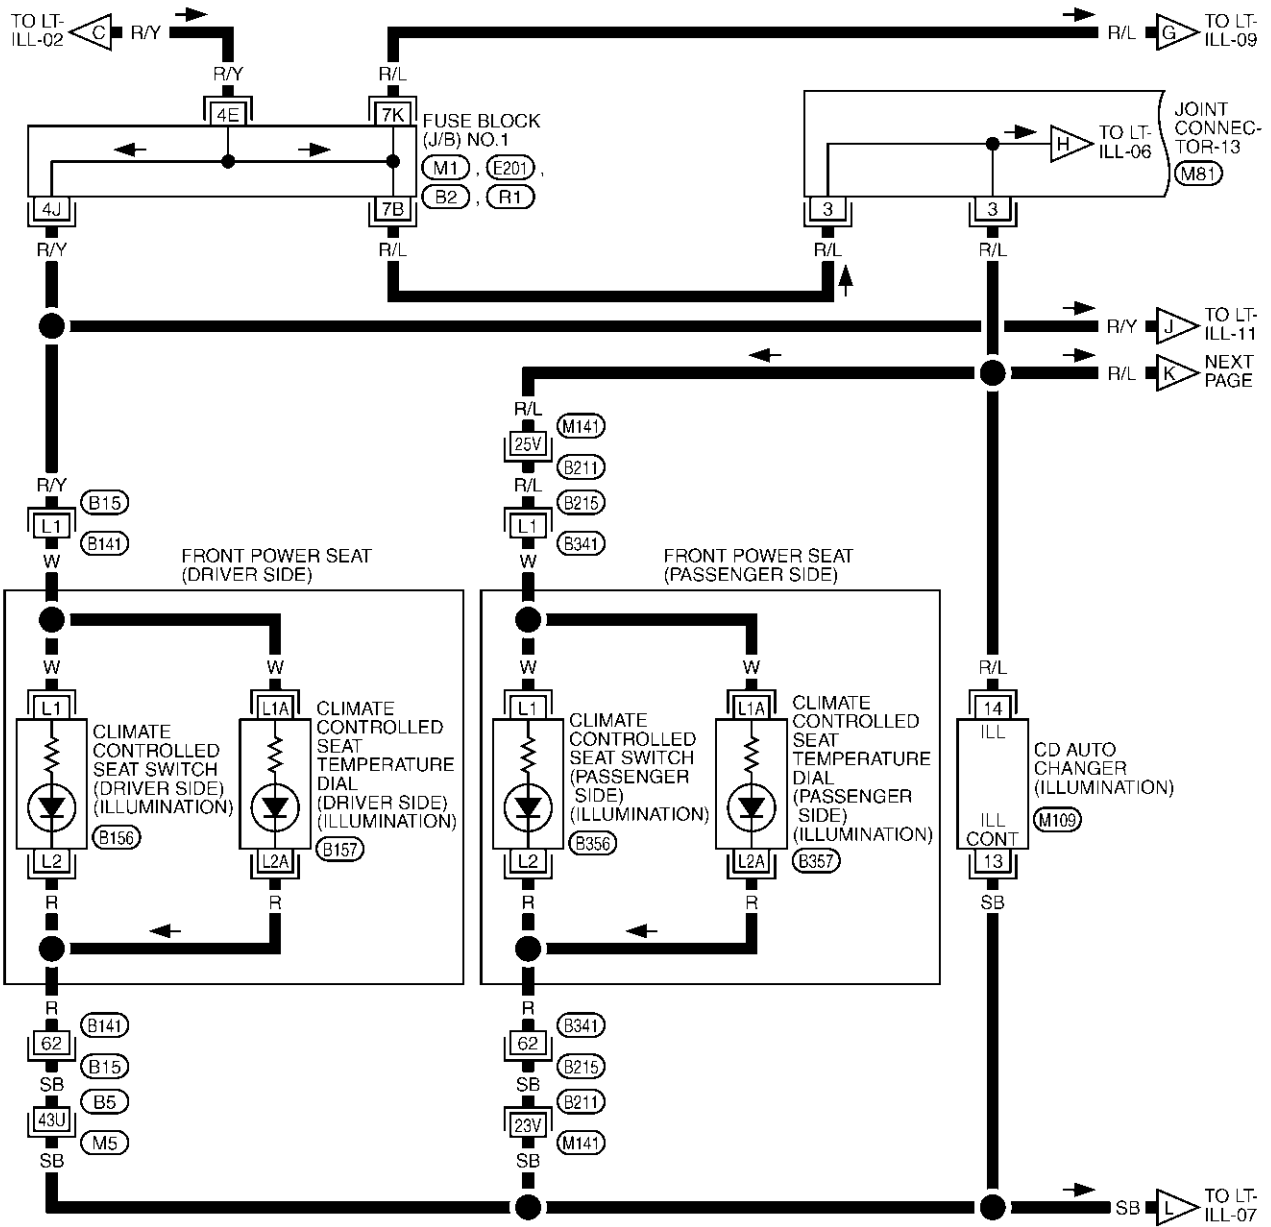 TO LT-
ILL-02
C
R/Y
R/L
G
TO LT-
ILL-09
R/Y
R/L
4E
7K
FUSE BLOCK
(J/B) NO.1
M1 , E201 ,
B2 , R1
4J
7B
H
TO LT-
ILL-06
JOINT
CONNEC-
TOR-13
M81
3
3
R/Y
R/L
R/L
R/L
R/Y
J
TO LT-
ILL-11
R/L
K
NEXT
PAGE
R/L
M141
25V
B211
R/Y
R/L
B15
B215
L1
L1
B141
B341
W
W
FRONT POWER SEAT
(DRIVER SIDE)
FRONT POWER SEAT
(PASSENGER SIDE)
W
W
W
W
R/L
L1
L1A
L1
L1A
14
CLIMATE
CONTROLLED
SEAT SWITCH
(DRIVER SIDE)
(ILLUMINATION)
B156
CLIMATE
CONTROLLED
SEAT
TEMPERATURE
DIAL
(DRIVER SIDE)
(ILLUMINATION)
B157
CLIMATE
CONTROLLED
SEAT SWITCH
(PASSENGER
SIDE)
(ILLUMINATION)
B356
CLIMATE
CONTROLLED
SEAT
TEMPERATURE
DIAL
(PASSENGER
SIDE)
(ILLUMINATION)
B357
ILL
ILL
CONT
CD AUTO
CHANGER
(ILLUMINATION)
M109
L2
L2A
L2
L2A
13
R
R
R
R
SB
R
R
B141
B341
62
62
B15
B215
SB
SB
B5
B211
43U
23V
M5
M141
SB
SB
SB
L
TO LT-
ILL-07